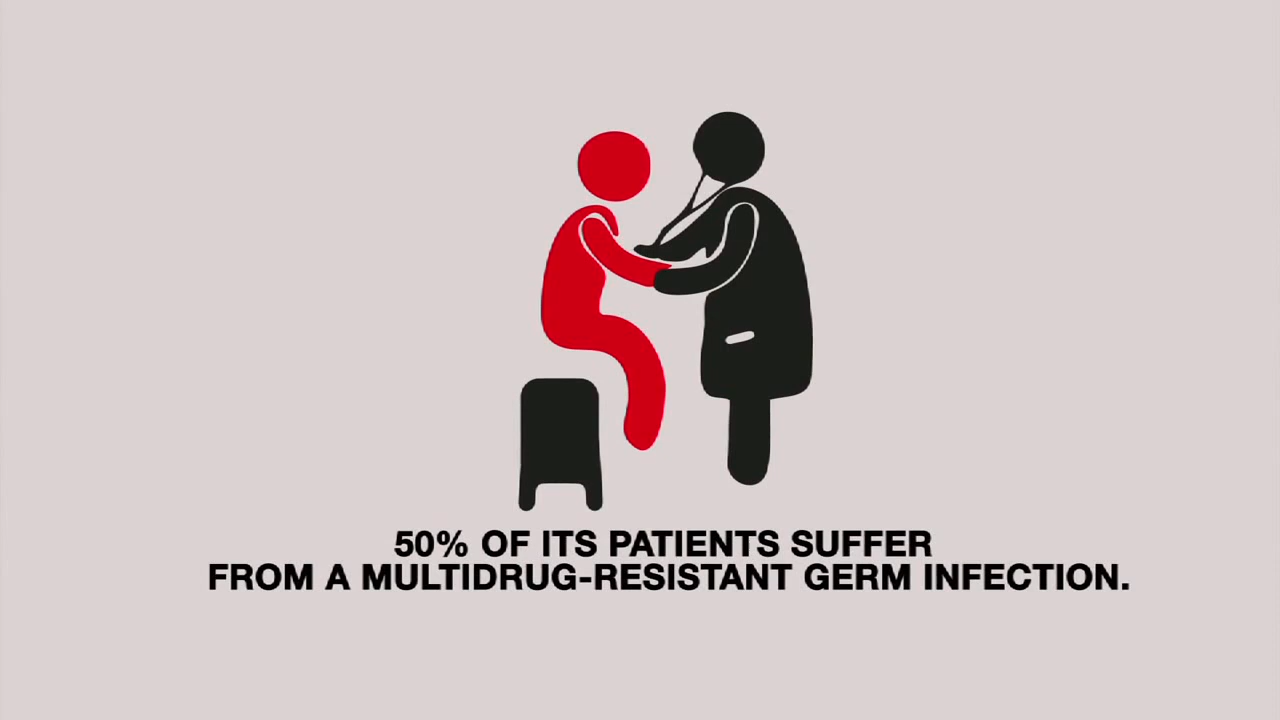 50% OF ITS PATIENTS SUFFER
FROM A MULTIDRUG-RESISTANT GERM INFECTION.